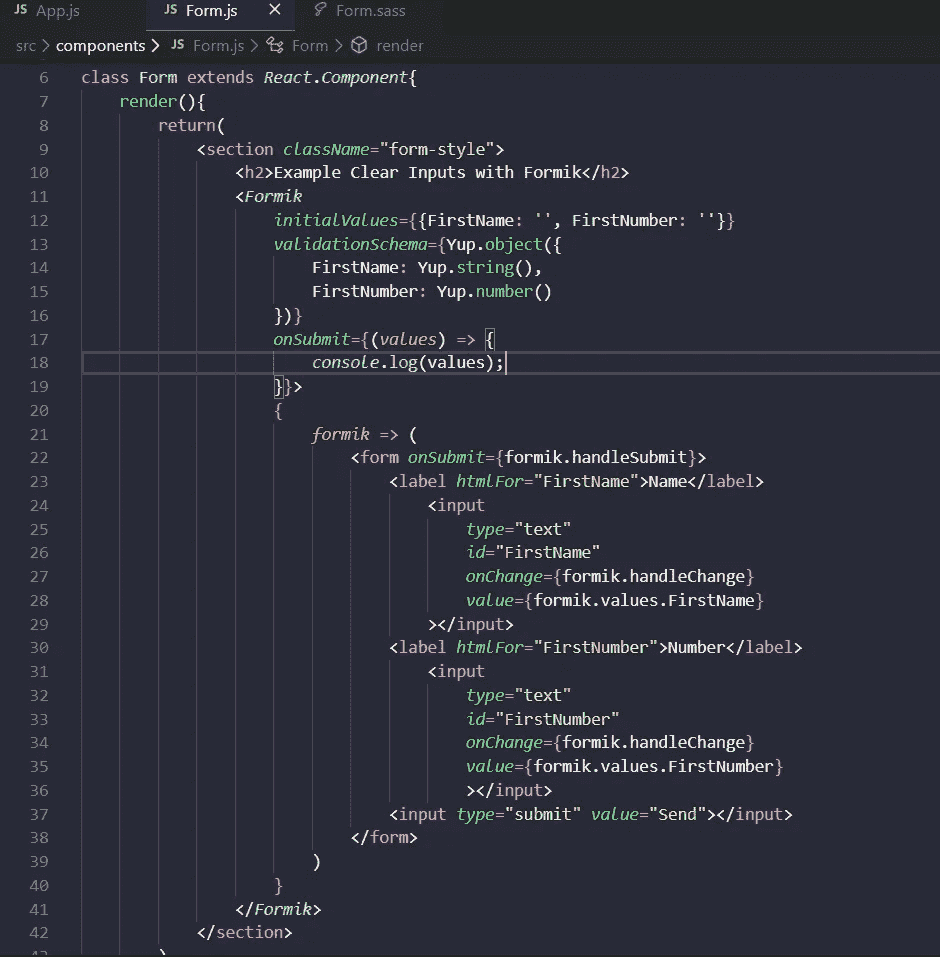 JS App.js JS Form.js × Form.sass
src > components > JS Form.js > Form > render
6 class Form extends React.Component{
7 render(){
8 return(
9 <section className="form-style">
10 <h2>Example Clear Inputs with Formik</h2>
11 <Formik
12 initialValues={{FirstName: '', FirstNumber: ''}}
13 validationSchema={Yup.object({
14 FirstName: Yup.string(),
15 FirstNumber: Yup.number()
16 })}
17 onSubmit={(values) => {
18 console.log(values);
19 }}>
20 {
21 formik => (
22 <form onSubmit={formik.handleSubmit}>
23 <label htmlFor="FirstName">Name</label>
24 <input
25 type="text"
26 id="FirstName"
27 onChange={formik.handleChange}
28 value={formik.values.FirstName}
29 ></input>
30 <label htmlFor="FirstNumber">Number</label>
31 <input
32 type="text"
33 id="FirstNumber"
34 onChange={formik.handleChange}
35 value={formik.values.FirstNumber}
36 ></input>
37 <input type="submit" value="Send"></input>
38 </form>
39 )
40 }
41 </Formik>
42 </section>